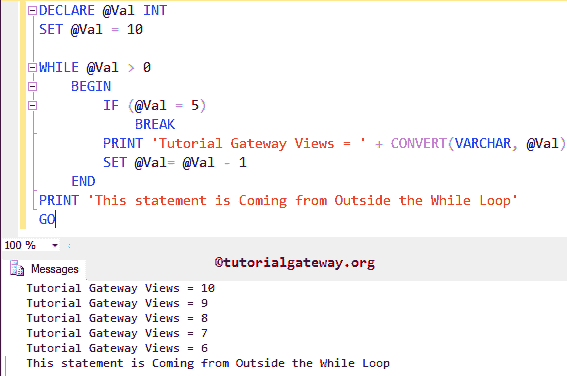 DECLARE @Val INT
SET @Val = 10
WHILE @Val > 0
BEGIN
IF (@Val = 5)
BREAK
PRINT 'Tutorial Gateway Views = ' + CONVERT(VARCHAR, @Val)
SET @Val= @Val - 1
END
PRINT 'This statement is Coming from Outside the While Loop'
GO
100 %
©tutorialgateway.org
Messages
Tutorial Gateway Views = 10
Tutorial Gateway Views = 9
Tutorial Gateway Views = 8
Tutorial Gateway Views = 7
Tutorial Gateway Views = 6
This statement is Coming from Outside the While Loop